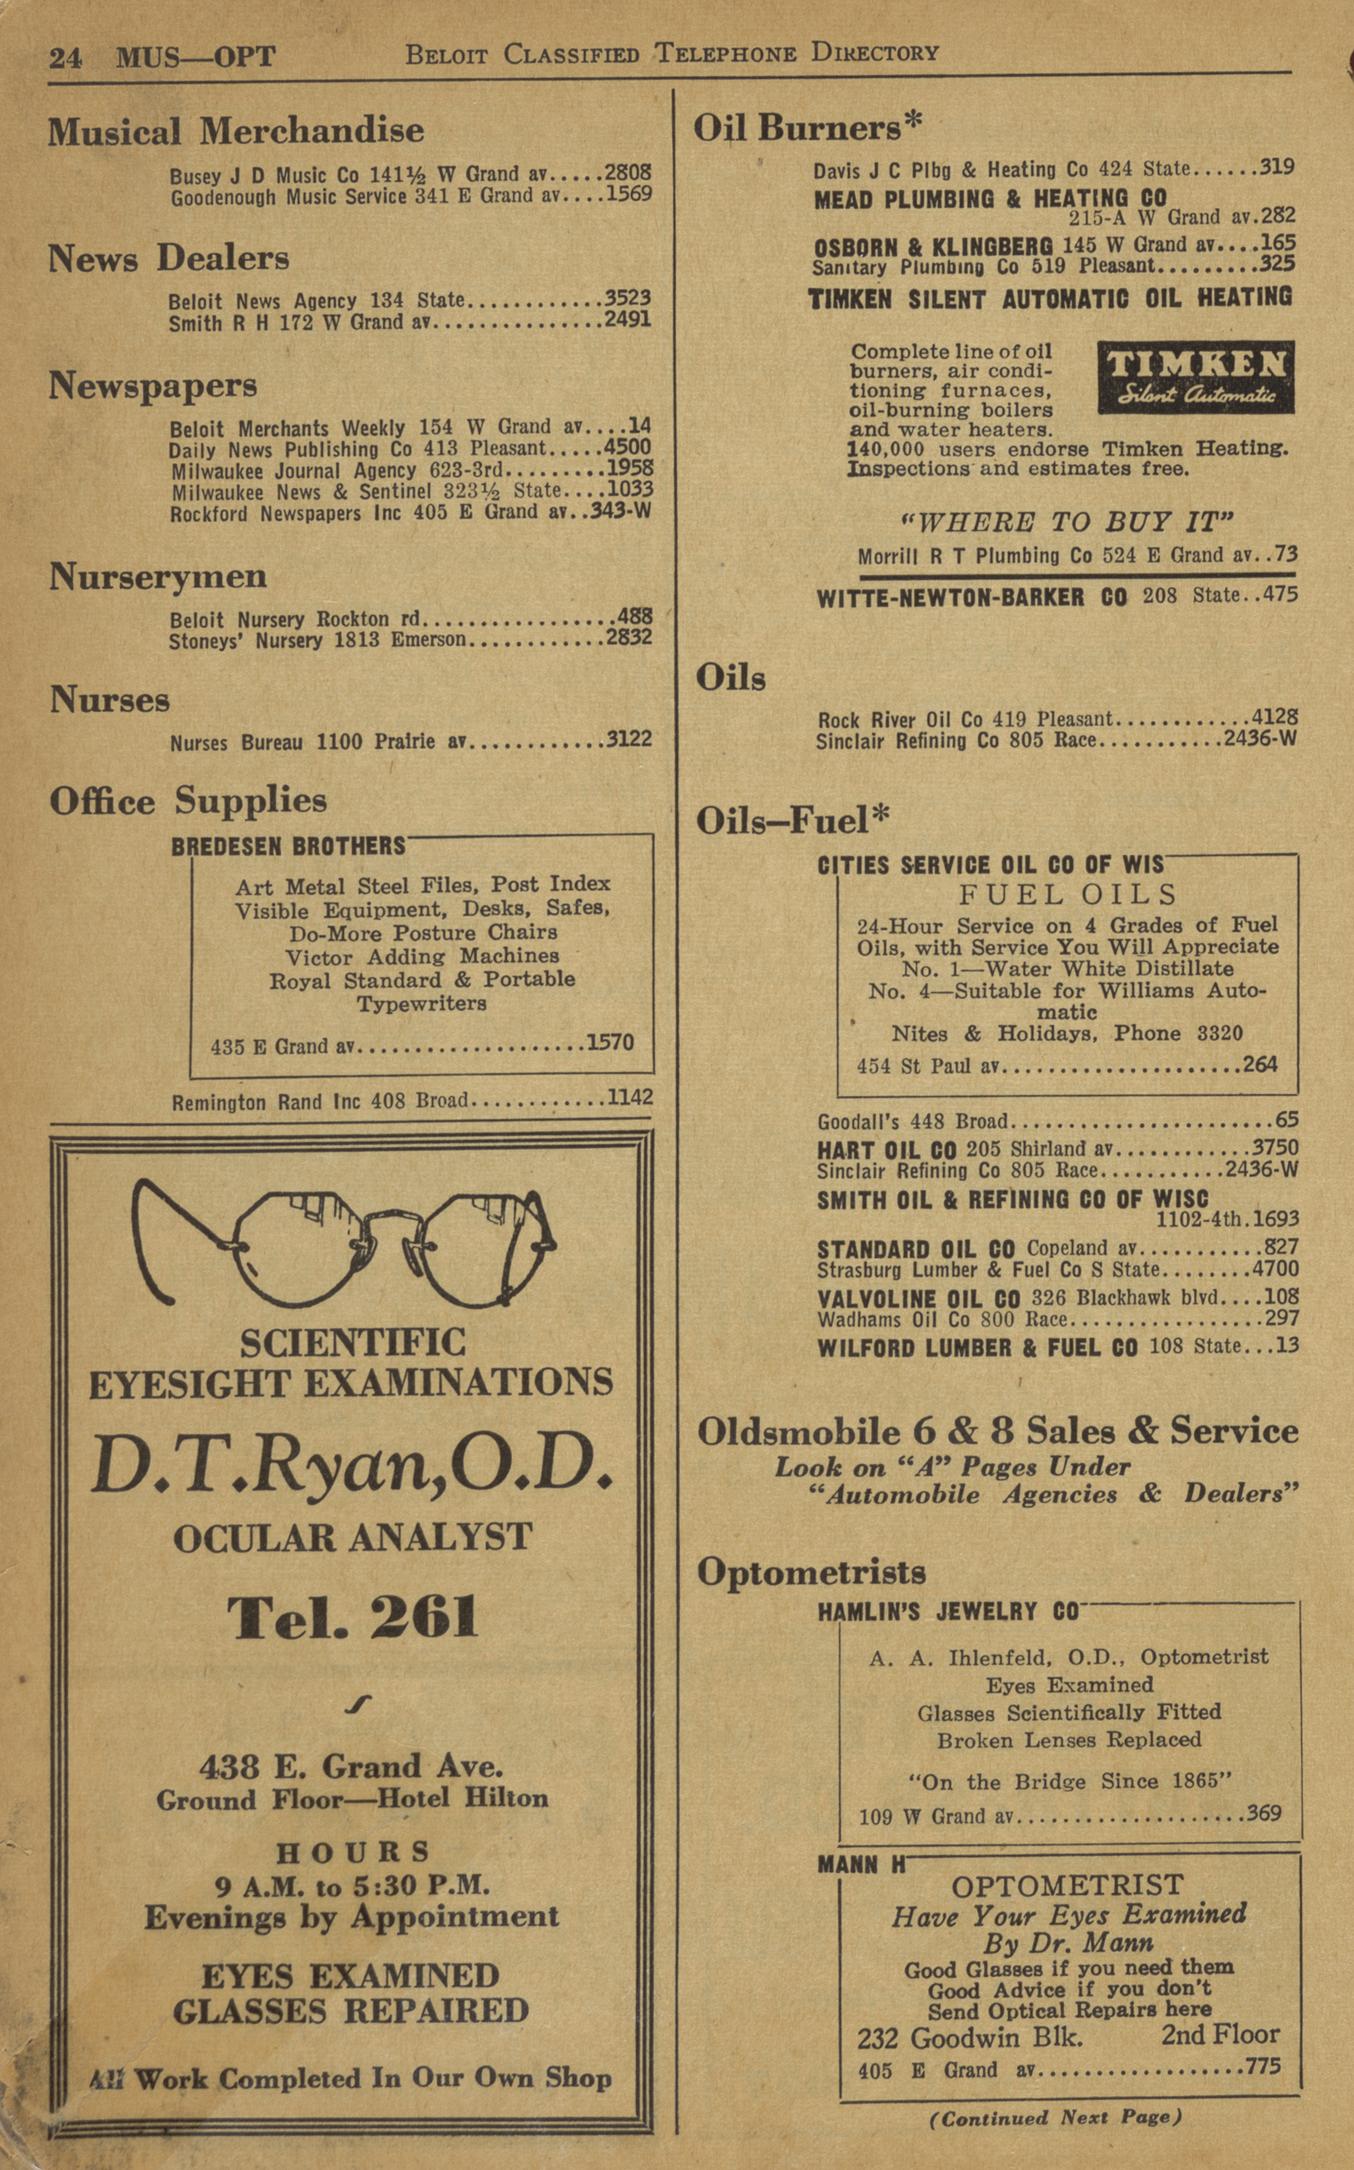 24 MUS—OPT BELOIT CLASSIFIED TELEPHONE DIRECTORY
Musical Merchandise
Busey J D Music Co 141½ W Grand av.....2808
Goodenough Music Service 341 E Grand av....1569
News Dealers
Beloit News Agency 134 State............3523
Smith R H 172 W Grand av...............2491
Newspapers
Beloit Merchants Weekly 154 W Grand av....14
Daily News Publishing Co 413 Pleasant.....4500
Milwaukee Journal Agency 623-3rd.........1958
Milwaukee News & Sentinel 323½ State....1033
Rockford Newspapers Inc 405 E Grand av..343-W
Nurserymen
Beloit Nursery Rockton rd.................488
Stoneys' Nursery 1813 Emerson............2832
Nurses
Nurses Bureau 1100 Prairie av............3122
Office Supplies
BREDESEN BROTHERS
Art Metal Steel Files, Post Index
Visible Equipment, Desks, Safes,
Do-More Posture Chairs
Victor Adding Machines
Royal Standard & Portable
Typewriters
435 E Grand av....................1570
Remington Rand Inc 408 Broad............1142
SCIENTIFIC
EYESIGHT EXAMINATIONS
D.T.Ryan,O.D.
OCULAR ANALYST
Tel. 261
438 E. Grand Ave.
Ground Floor—Hotel Hilton
HOURS
9 A.M. to 5:30 P.M.
Evenings by Appointment
EYES EXAMINED
GLASSES REPAIRED
All Work Completed In Our Own Shop
Oil Burners*
Davis J C Plbg & Heating Co 424 State......319
MEAD PLUMBING & HEATING CO
215-A W Grand av.282
OSBORN & KLINGBERG 145 W Grand av....165
Sanitary Plumbing Co 519 Pleasant.........325
TIMKEN SILENT AUTOMATIC OIL HEATING
Complete line of oil
burners, air condi-
tioning furnaces,
oil-burning boilers
and water heaters.
TIMKEN
Silent Automatic
140,000 users endorse Timken Heating.
Inspections and estimates free.
"WHERE TO BUY IT"
Morrill R T Plumbing Co 524 E Grand av..73
WITTE-NEWTON-BARKER CO 208 State..475
Oils
Rock River Oil Co 419 Pleasant............4128
Sinclair Refining Co 805 Race...........2436-W
Oils—Fuel*
CITIES SERVICE OIL CO OF WIS
FUEL OILS
24-Hour Service on 4 Grades of Fuel
Oils, with Service You Will Appreciate
No. 1—Water White Distillate
No. 4—Suitable for Williams Auto-
matic
Nites & Holidays, Phone 3320
454 St Paul av.....................264
Goodall's 448 Broad.......................65
HART OIL CO 205 Shirland av............3750
Sinclair Refining Co 805 Race...........2436-W
SMITH OIL & REFINING CO OF WISC
1102-4th.1693
STANDARD OIL CO Copeland av...........827
Strasburg Lumber & Fuel Co S State........4700
VALVOLINE OIL CO 326 Blackhawk blvd....108
Wadhams Oil Co 800 Race.................297
WILFORD LUMBER & FUEL CO 108 State...13
Oldsmobile 6 & 8 Sales & Service
Look on "A" Pages Under
"Automobile Agencies & Dealers"
Optometrists
HAMLIN'S JEWELRY CO
A. A. Ihlenfeld, O.D., Optometrist
Eyes Examined
Glasses Scientifically Fitted
Broken Lenses Replaced
"On the Bridge Since 1865"
109 W Grand av....................369
MANN H
OPTOMETRIST
Have Your Eyes Examined
By Dr. Mann
Good Glasses if you need them
Good Advice if you don't
Send Optical Repairs here
232 Goodwin Blk. 2nd Floor
405 E Grand av..................775
(Continued Next Page)